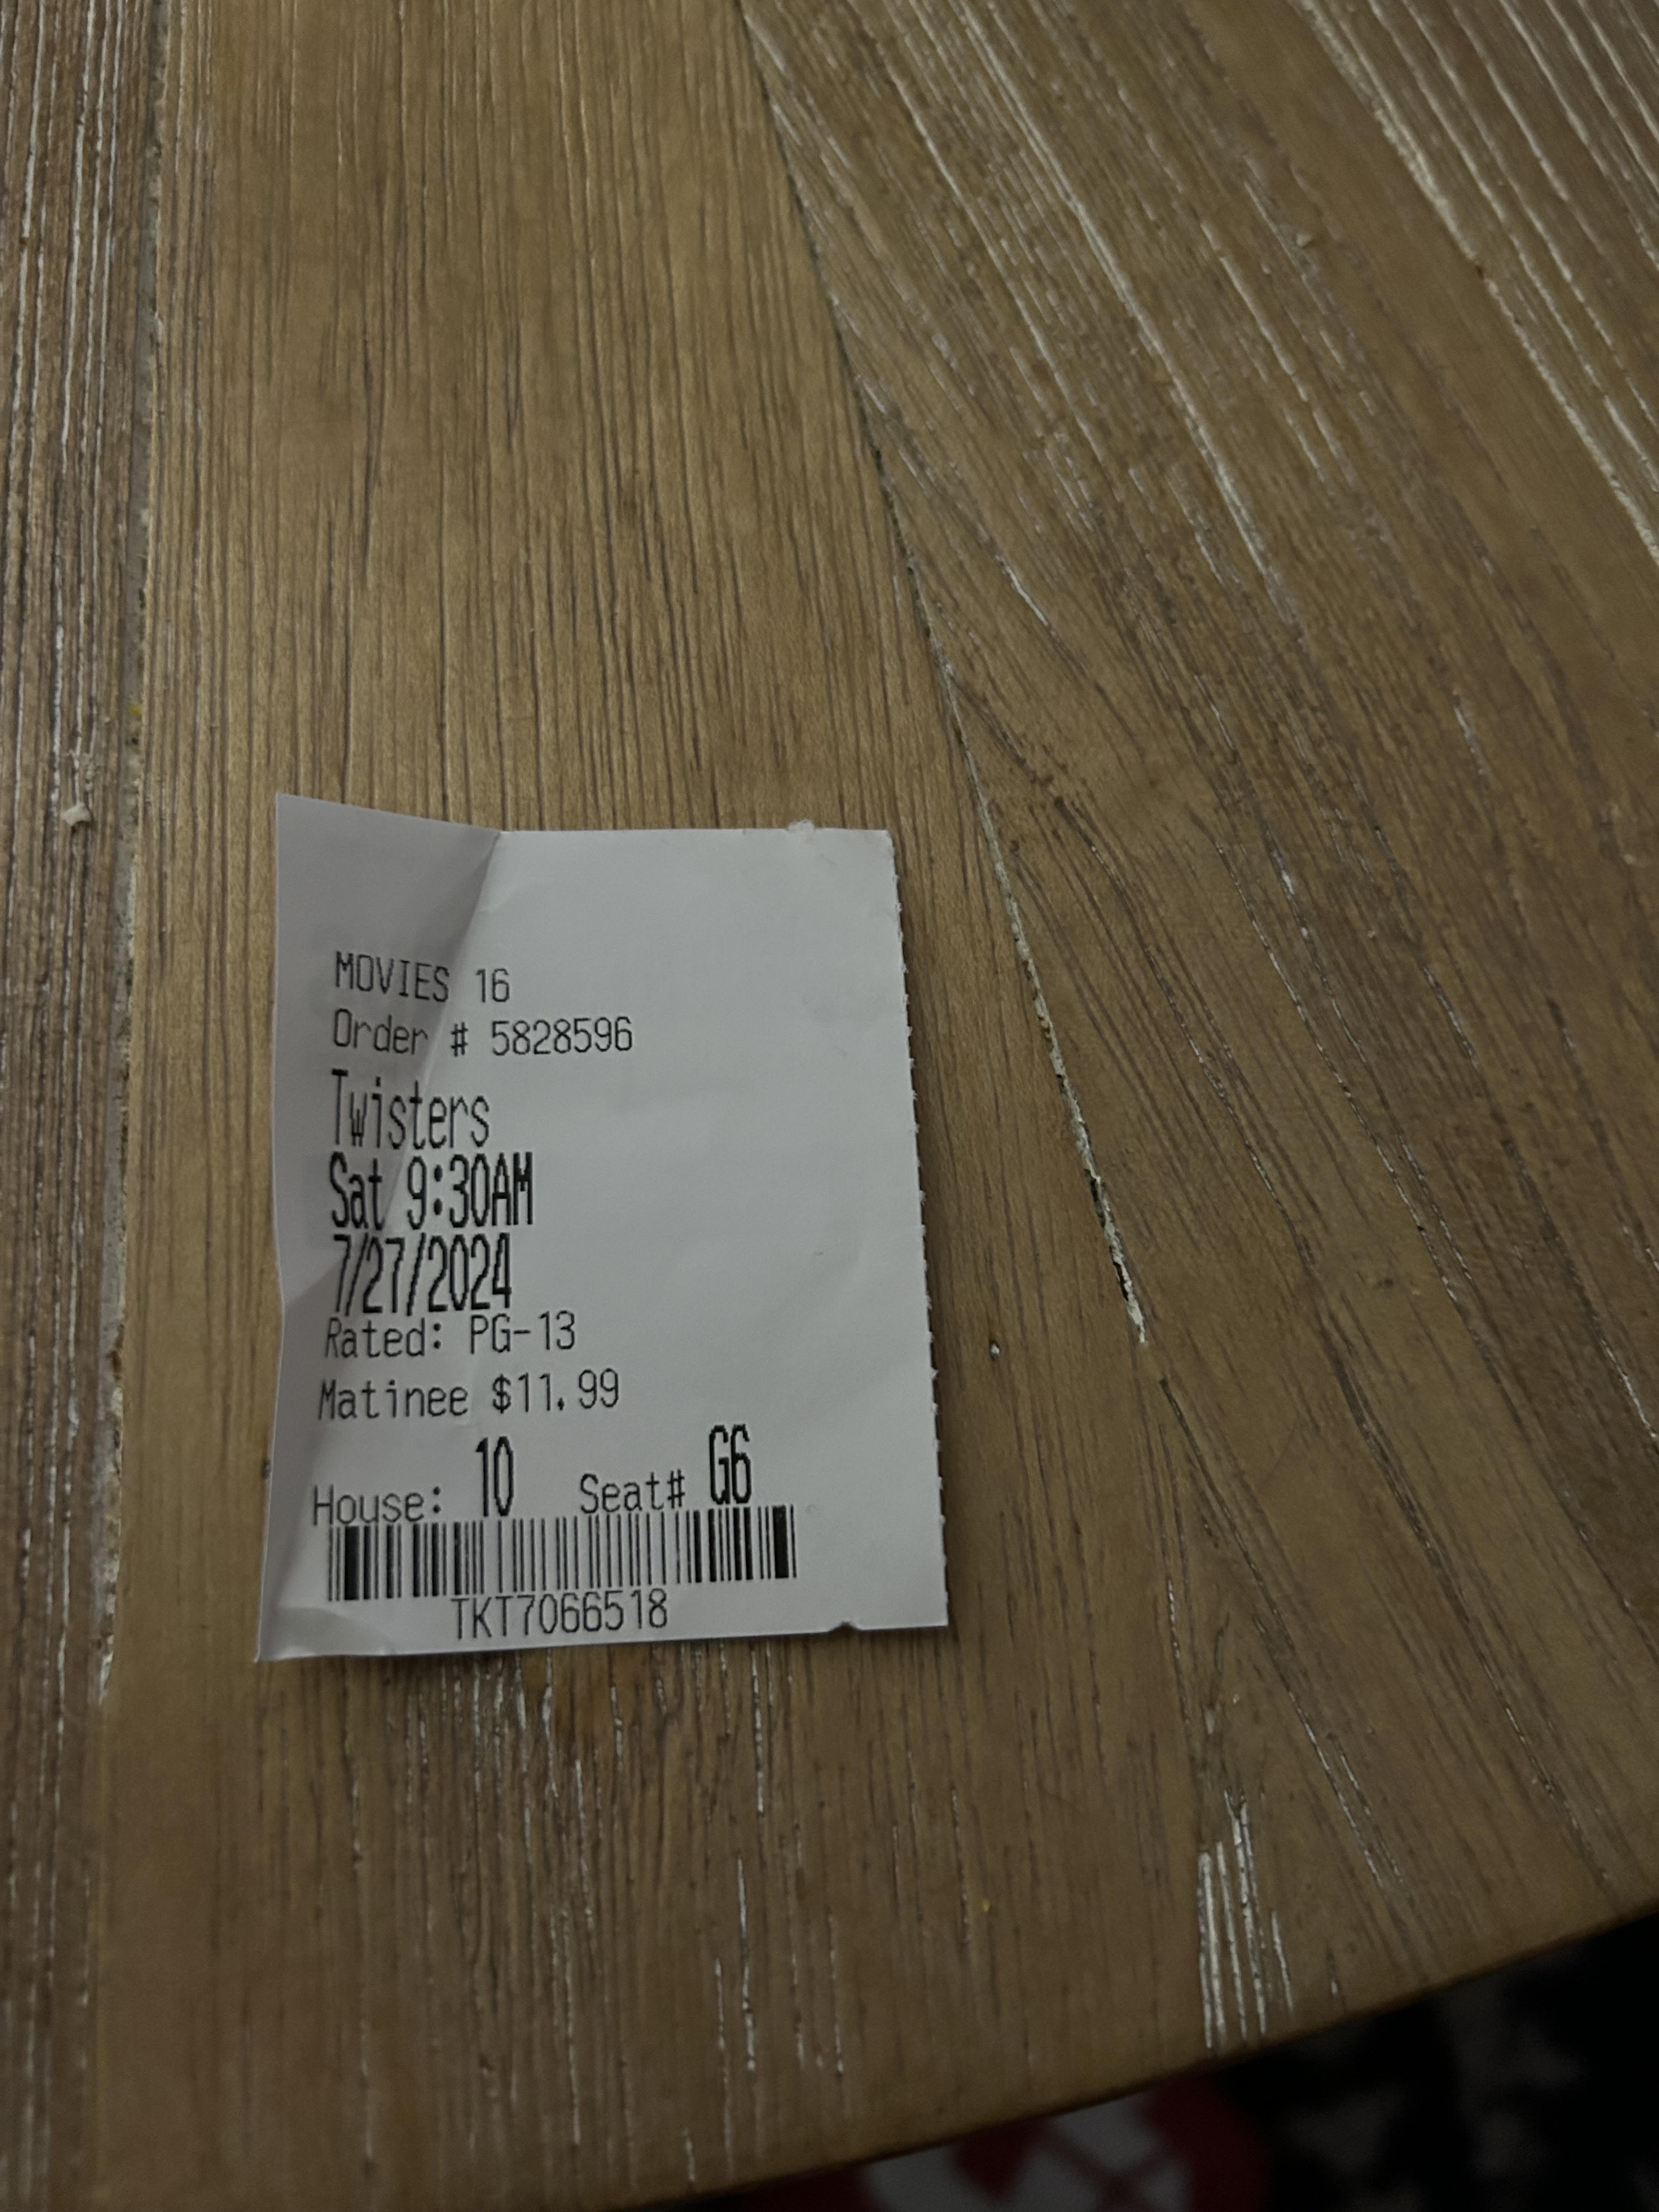 MOVIES 16
Order # 5828596
Twisters
Sat 9:30AM
7/27/2024
Rated: PG-13
Matinee $11.99
House: 10 Seat# G6
TKT7066518